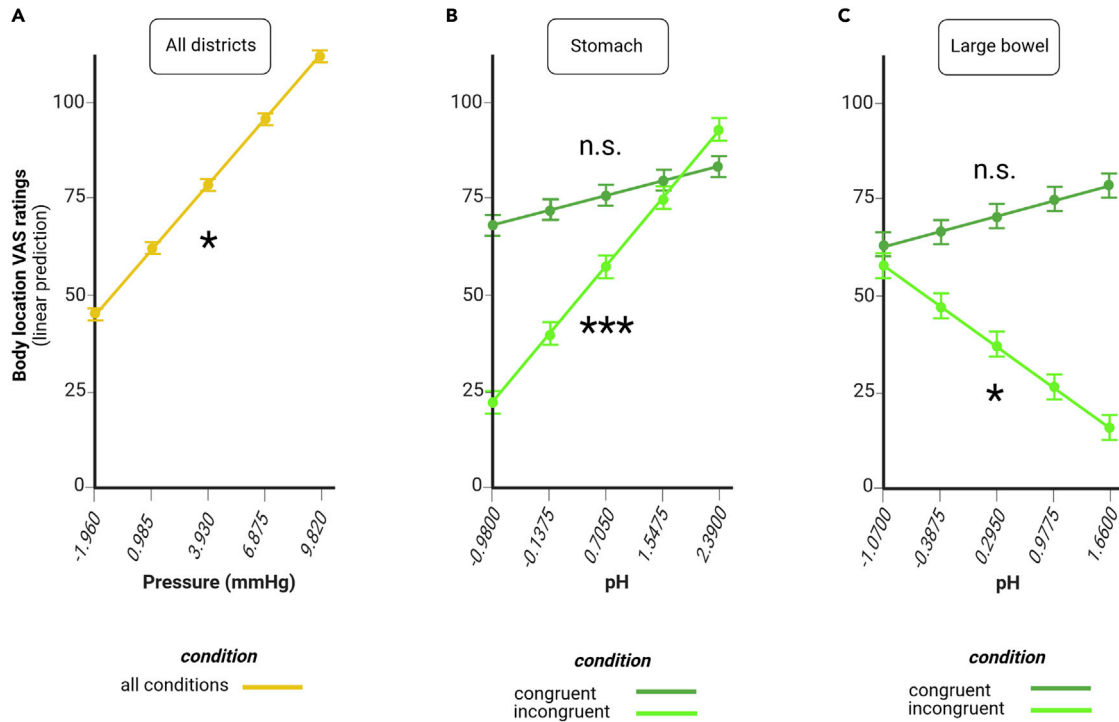 A
All districts
Body location VAS ratings
(linear prediction)
100
75
50
25
0
*
-1.960
0.985
3.930
6.875
9.820
Pressure (mmHg)
condition
all conditions
B
Stomach
100
75
50
25
0
n.s.
***
-0.9800
-0.1375
0.7050
1.5475
2.3900
pH
condition
congruent
incongruent
C
Large bowel
100
75
50
25
0
n.s.
*
-1.0700
-0.3875
0.2950
0.9775
1.6600
pH
condition
congruent
incongruent